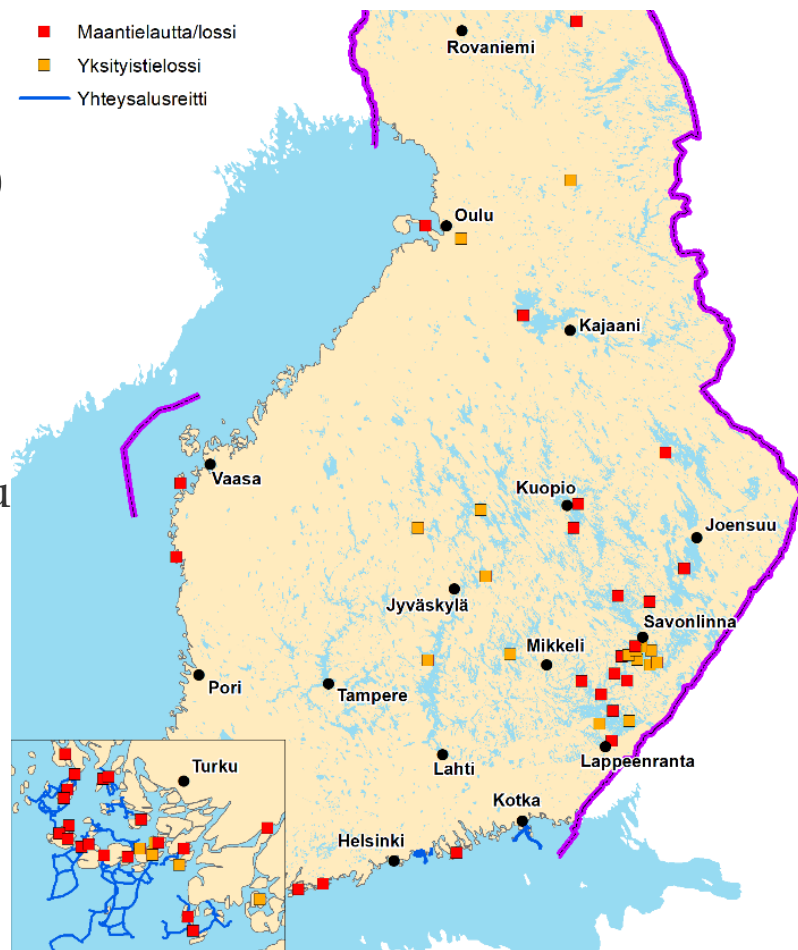 Maantielautta/lossi
Yksityistielossi
Yhteysalusreitti
Rovaniemi
)
Oulu
Kajaani
Vaasa
u
Kuopio
Joensuu
Jyväskylä
Savonlinna
Mikkeli
Pori
Tampere
Turku
Lahti
Lappeenranta
Kotka
Helsinki